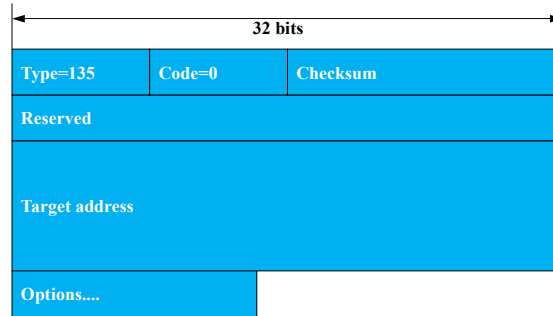 32 bits
Type=135 Code=0 Checksum
Reserved
Target address
Options....